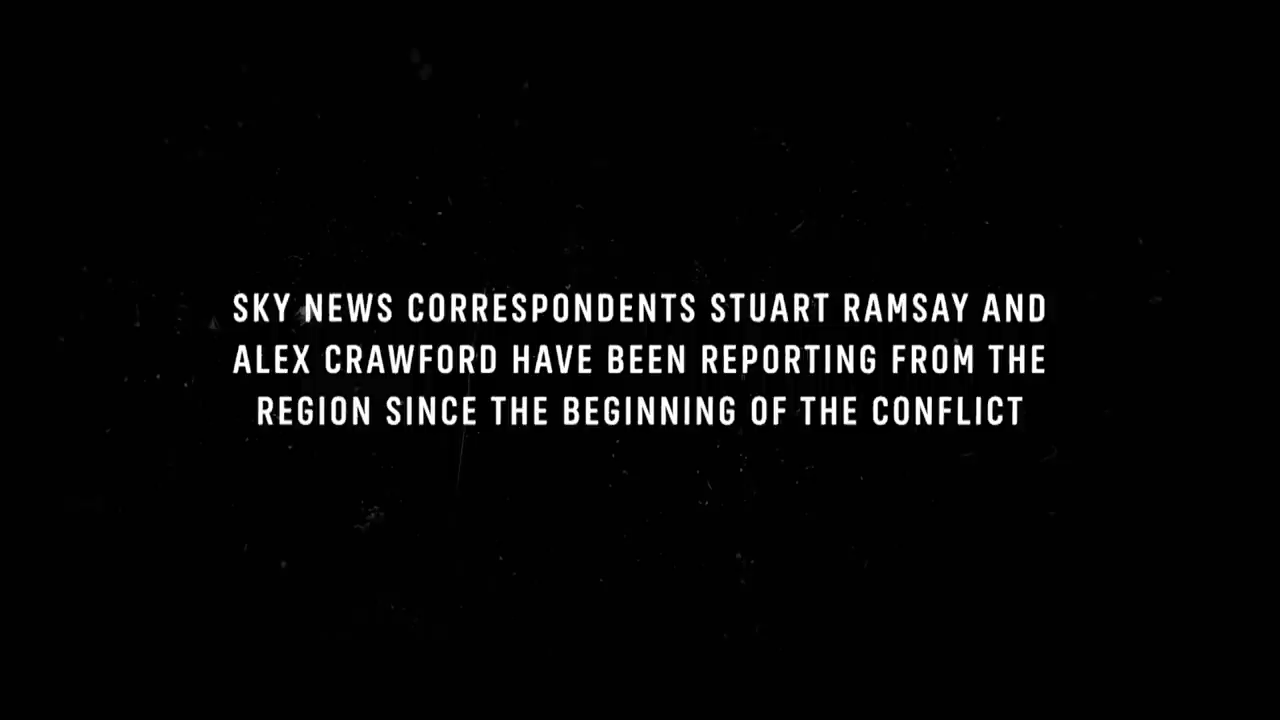 SKY NEWS CORRESPONDENTS STUART RAMSAY AND
ALEX CRAWFORD HAVE BEEN REPORTING FROM THE
REGION SINCE THE BEGINNING OF THE CONFLICT